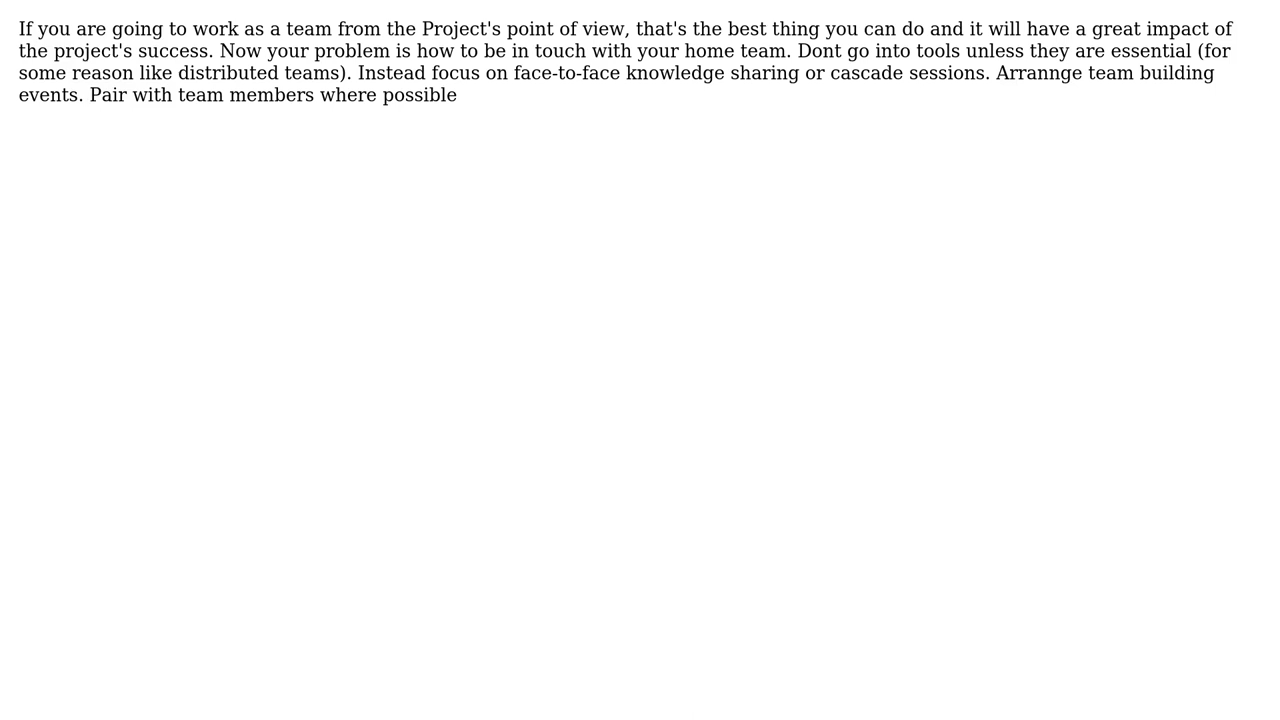 If you are going to work as a team from the Project's point of view, that's the best thing you can do and it will have a great impact of
the project's success. Now your problem is how to be in touch with your home team. Dont go into tools unless they are essential (for
some reason like distributed teams). Instead focus on face-to-face knowledge sharing or cascade sessions. Arrannge team building
events. Pair with team members where possible